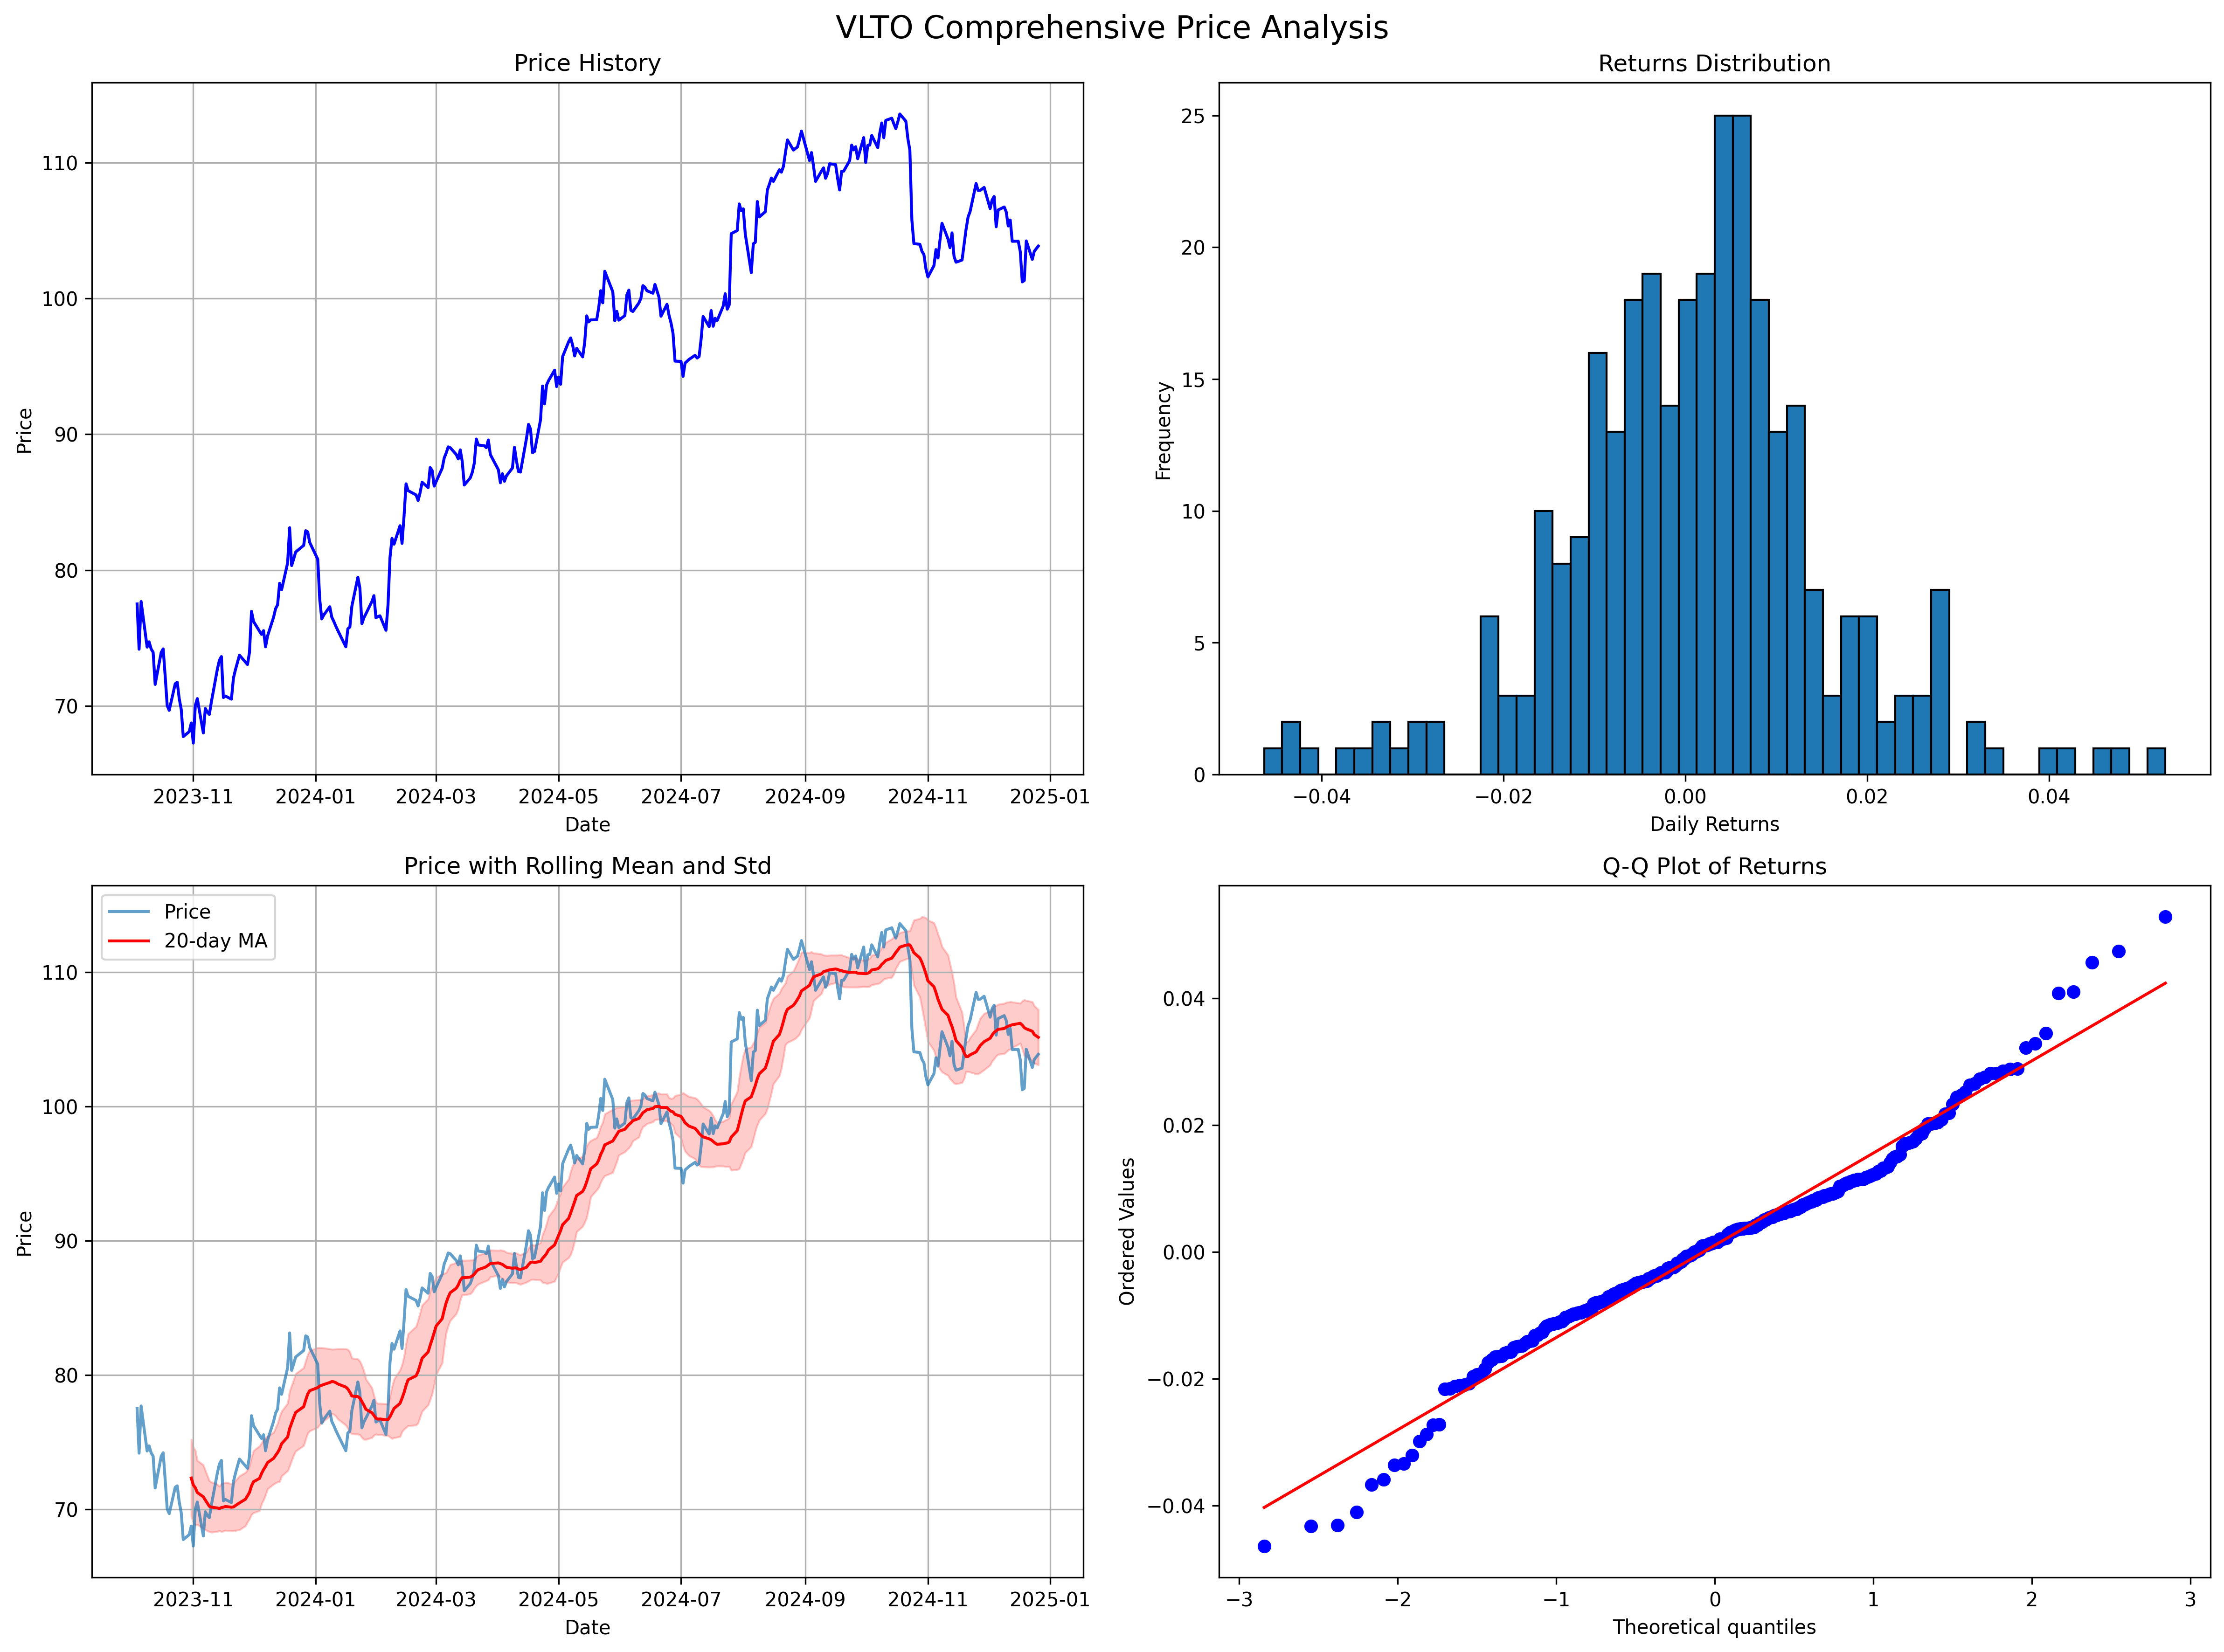 VLTO Comprehensive Price Analysis
Price History
Price
110
100
90
80
70
2023-11 2024-01 2024-03 2024-05 2024-07 2024-09 2024-11 2025-01
Date
Returns Distribution
Frequency
25
20
15
10
5
0
−0.04 −0.02 0.00 0.02 0.04
Daily Returns
Price with Rolling Mean and Std
Price
20-day MA
Price
110
100
90
80
70
2023-11 2024-01 2024-03 2024-05 2024-07 2024-09 2024-11 2025-01
Date
Q-Q Plot of Returns
Ordered Values
0.04
0.02
0.00
−0.02
−0.04
−3 −2 −1 0 1 2 3
Theoretical quantiles